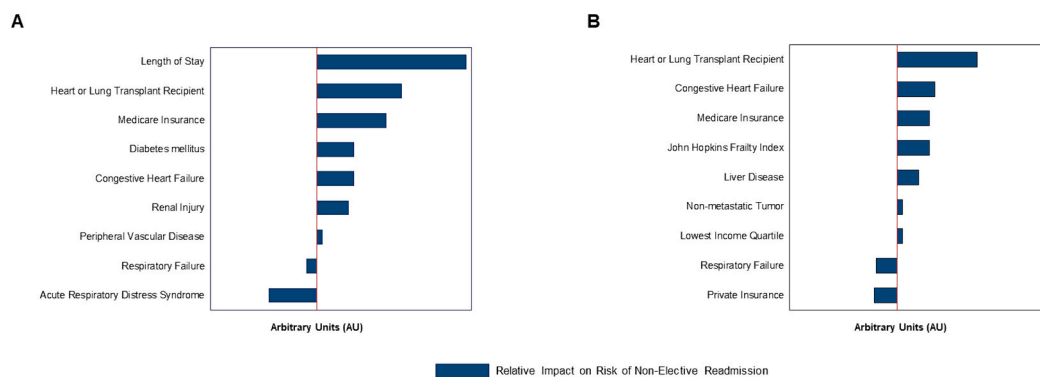 A
Length of Stay
Heart or Lung Transplant Recipient
Medicare Insurance
Diabetes mellitus
Congestive Heart Failure
Renal Injury
Peripheral Vascular Disease
Respiratory Failure
Acute Respiratory Distress Syndrome
Arbitrary Units (AU)
B
Heart or Lung Transplant Recipient
Congestive Heart Failure
Medicare Insurance
John Hopkins Frailty Index
Liver Disease
Non-metastatic Tumor
Lowest Income Quartile
Respiratory Failure
Private Insurance
Arbitrary Units (AU)
Relative Impact on Risk of Non-Elective Readmission